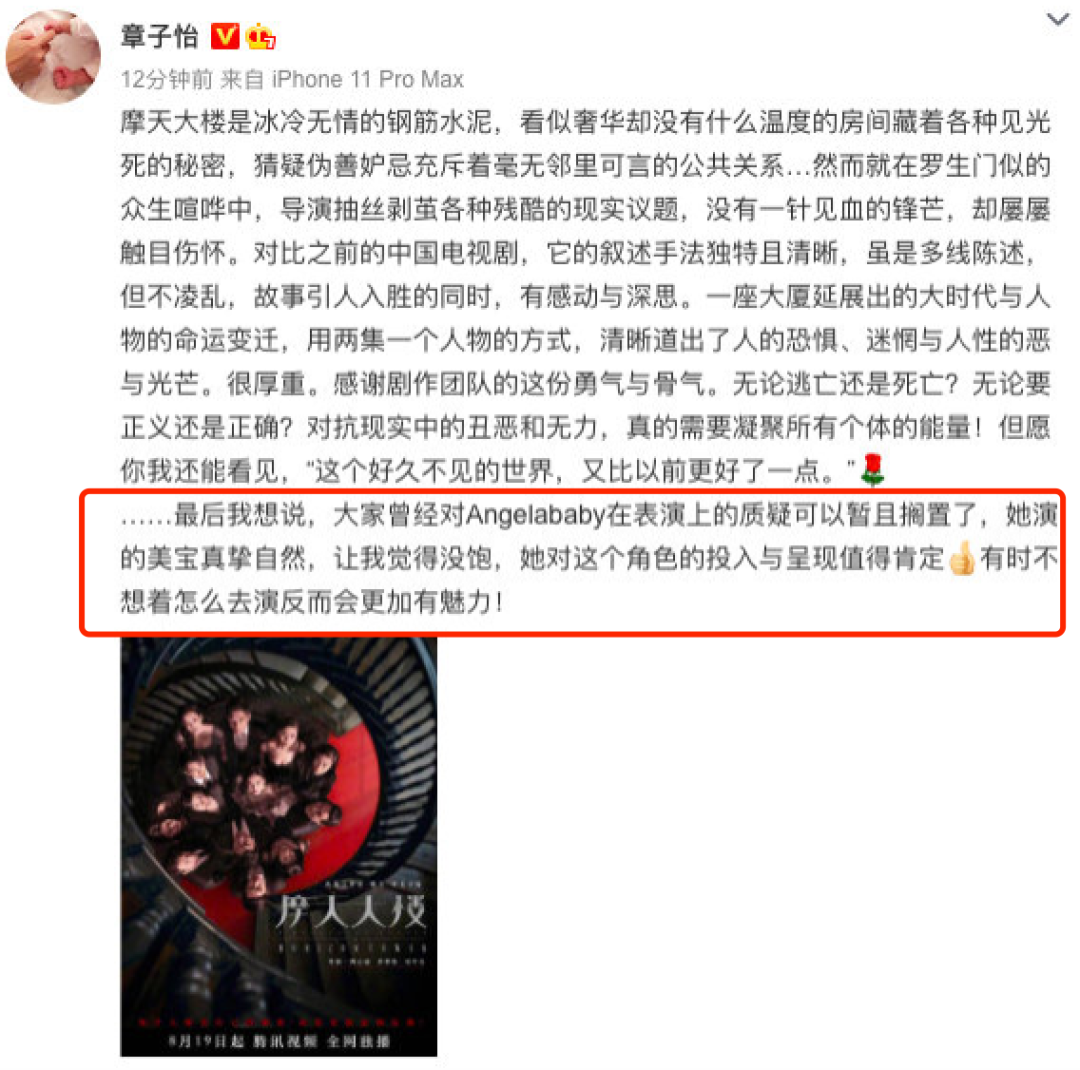 章子怡
12分钟前 来自 iPhone 11 Pro Max
摩天大楼是冰冷无情的钢筋水泥，看似奢华却没有什么温度的房间藏着各种见光
死的秘密，猜疑伪善妒忌充斥着毫无邻里可言的公共关系...然而就在罗生门似的
众生喧哗中，导演抽丝剥茧各种残酷的现实议题，没有一针见血的锋芒，却屡屡
触目伤怀。对比之前的中国电视剧，它的叙述手法独特且清晰，虽是多线陈述，
但不凌乱，故事引人入胜的同时，有感动与深思。一座大厦延展出的大时代与人
物的命运变迁，用两集一个人物的方式，清晰道出了人的恐惧、迷惘与人性的恶
与光芒。很厚重。感谢剧作团队的这份勇气与骨气。无论逃亡还是死亡？无论要
正义还是正确？对抗现实中的丑恶和无力，真的需要凝聚所有个体的能量！但愿
你我还能看见，“这个好久不见的世界，又比以前更好了一点。”🌹
……最后我想说，大家曾经对Angelababy在表演上的质疑可以暂且搁置了，她演
的美宝真挚自然，让我觉得没饱，她对这个角色的投入与呈现值得肯定👍有时不
想着怎么去演反而会更加有魅力！
摩天大楼
8月19日起 腾讯视频 全网独播